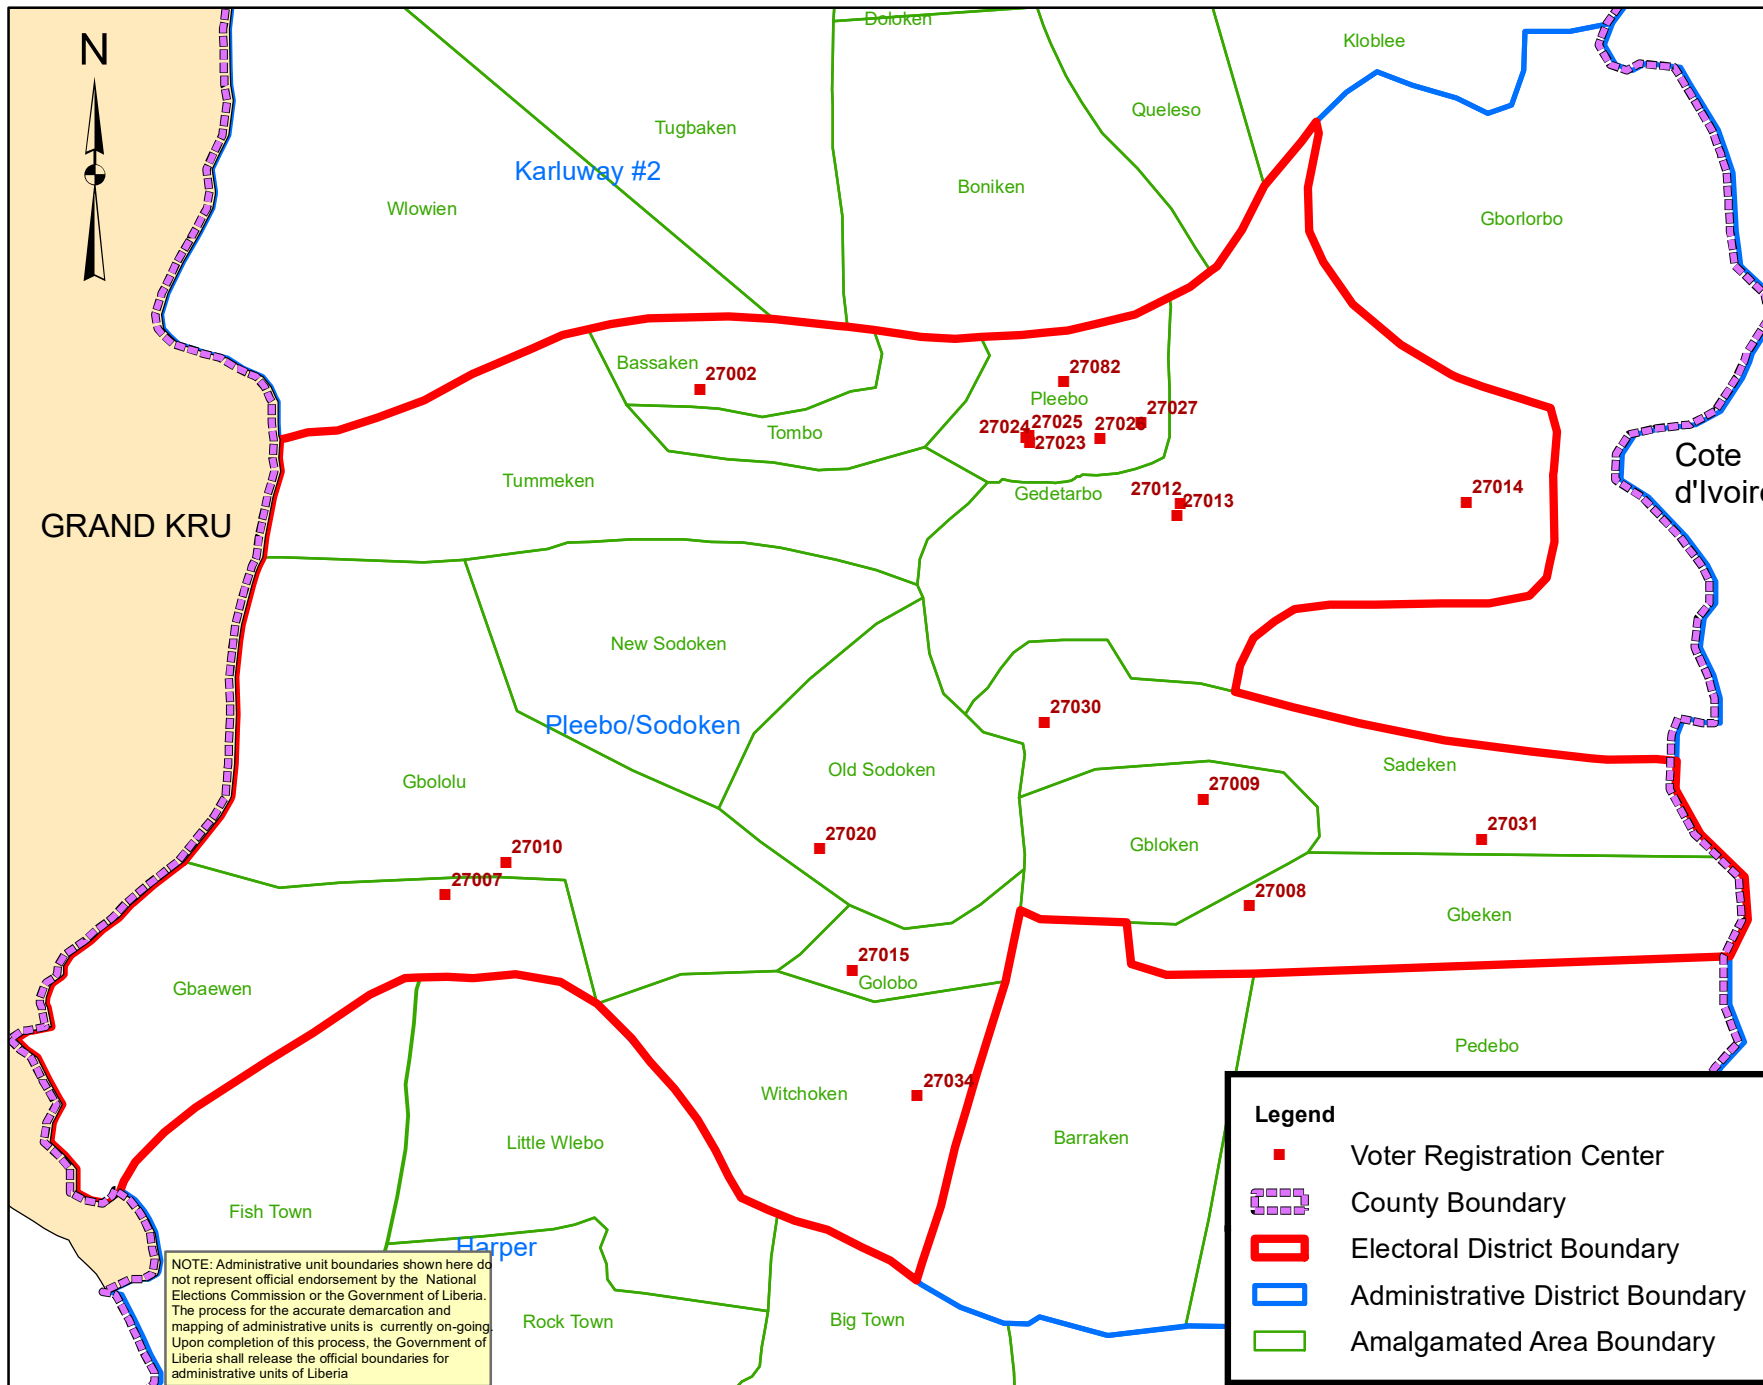 N
Doloken
Kloblee
Queleso
Tugbaken
Karluway #2
Boniken
Wlowien
Gborlorbo
Bassaken
27002
27082
Pleebo
27027
27024
27025
27026
27023
Tombo
Cote
d'Ivoire
Tummeken
Gedetarbo
27012
27013
27014
GRAND KRU
New Sodoken
27030
Pleebo/Sodoken
Old Sodoken
Sadeken
Gbololu
27009
27031
27020
Gbloken
27010
27007
27008
Gbeken
27015
Golobo
Gbaewen
Pedebo
27034
Witchoken
Barraken
Little Wlebo
Fish Town
Harper
Rock Town
Big Town
NOTE: Administrative unit boundaries shown here do
not represent official endorsement by the National
Elections Commission or the Government of Liberia.
The process for the accurate demarcation and
mapping of administrative units is currently on-going.
Upon completion of this process, the Government of
Liberia shall release the official boundaries for
administrative units of Liberia
Legend
Voter Registration Center
County Boundary
Electoral District Boundary
Administrative District Boundary
Amalgamated Area Boundary